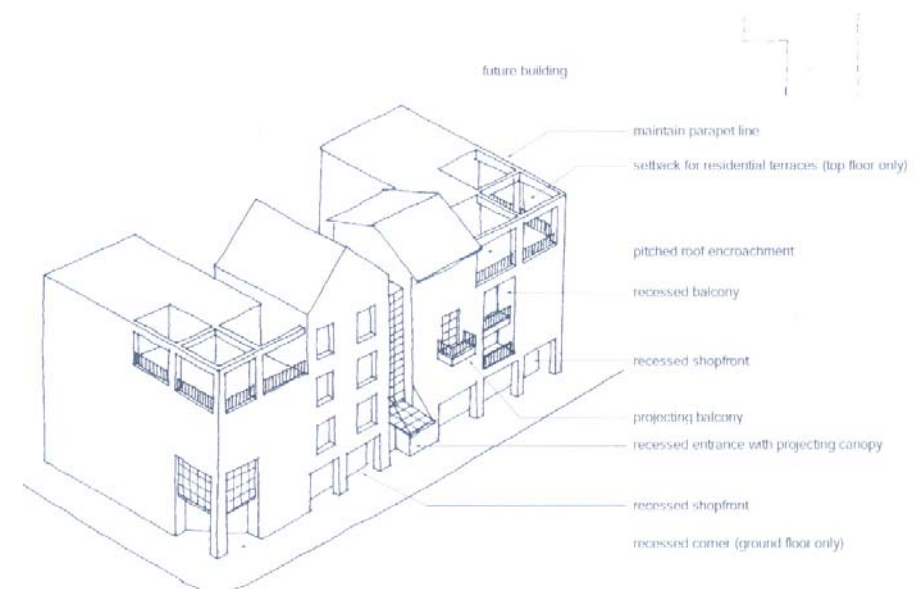 future building
maintain parapet line
setback for residential terraces (top floor only)
pitched roof encroachment
recessed balcony
recessed shopfront
projecting balcony
recessed entrance with projecting canopy
recessed shopfront
recessed corner (ground floor only)